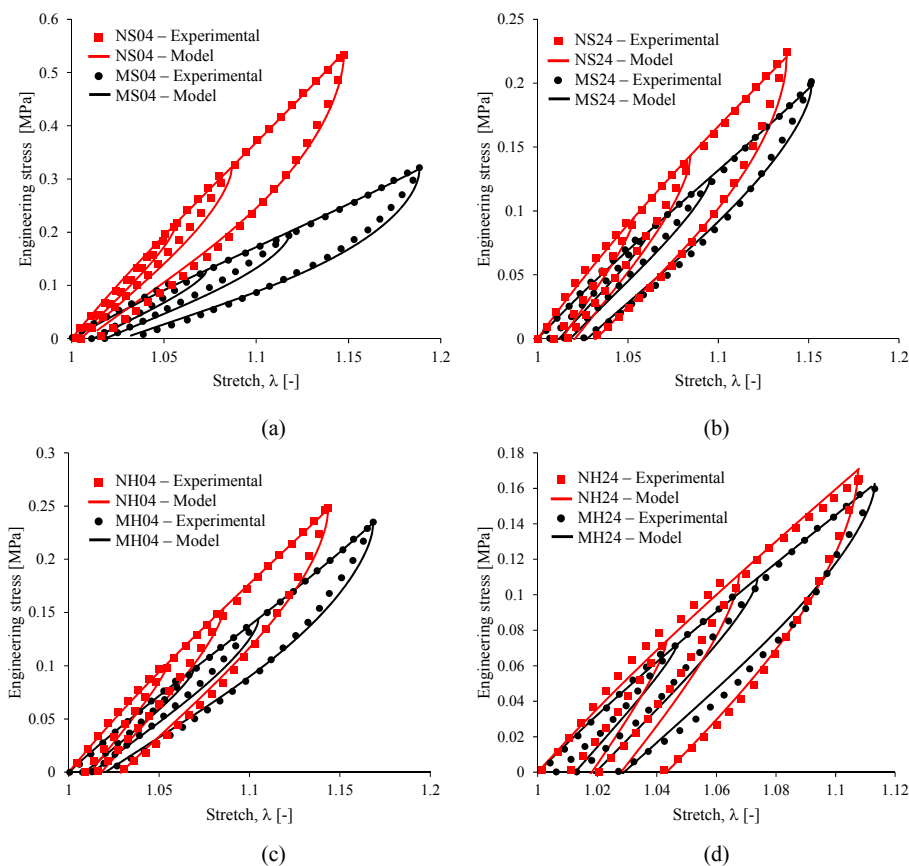 0.6
0.5
0.4
0.3
0.2
0.1
0
1
1.05
1.1
1.15
1.2
Engineering stress [MPa]
Stretch, λ [-]
NS04 – Experimental
NS04 – Model
MS04 – Experimental
MS04 – Model
(a)
0.25
0.2
0.15
0.1
0.05
0
1
1.05
1.1
1.15
1.2
Engineering stress [MPa]
Stretch, λ [-]
NS24 – Experimental
NS24 – Model
MS24 – Experimental
MS24 – Model
(b)
0.3
0.25
0.2
0.15
0.1
0.05
0
1
1.05
1.1
1.15
1.2
Engineering stress [MPa]
Stretch, λ [-]
NH04 – Experimental
NH04 – Model
MH04 – Experimental
MH04 – Model
(c)
0.18
0.16
0.14
0.12
0.1
0.08
0.06
0.04
0.02
0
1
1.02
1.04
1.06
1.08
1.1
1.12
Engineering stress [MPa]
Stretch, λ [-]
NH24 – Experimental
NH24 – Model
MH24 – Experimental
MH24 – Model
(d)